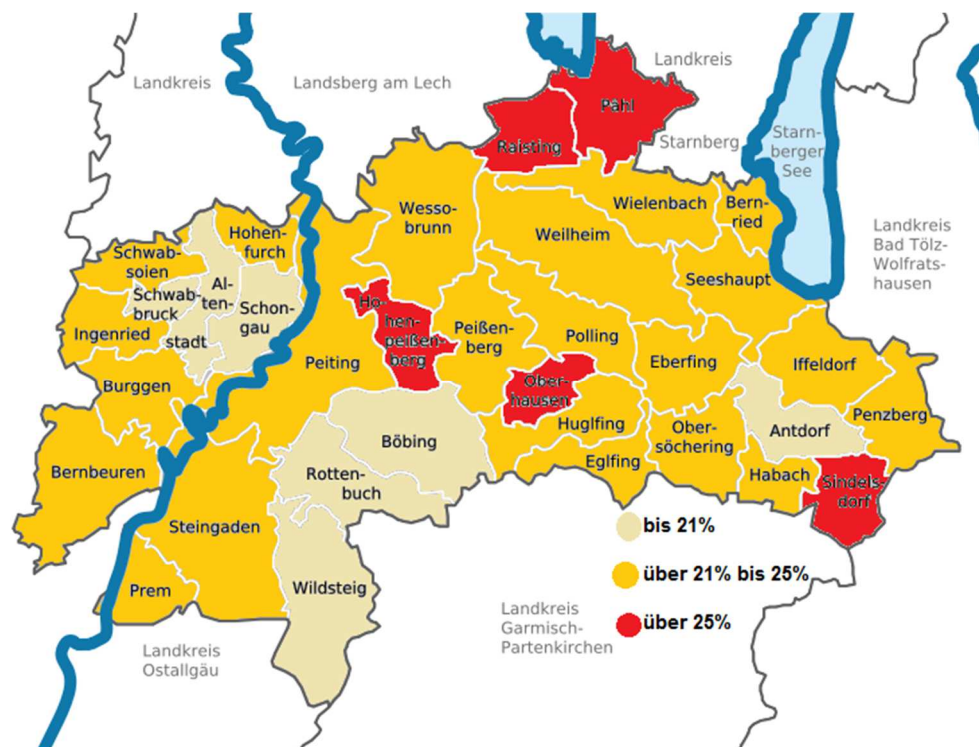 Landkreis
Landsberg am Lech
Landkreis
Pähl
Raisting
Starnberg
Starn-
berger
See
Wielenbach
Bern-
ried
Wesso-
brunn
Weilheim
Hohen-
furch
Landkreis
Bad Tölz-
Wolfrats-
hausen
Schwab-
soien
Seeshaupt
Al-
ten-
stadt
Schwab-
bruck
Schon-
gau
Ho-
hen-
peißen-
berg
Peißen-
berg
Polling
Ingenried
Peiting
Eberfing
Iffeldorf
Burggen
Ober-
hausen
Penzberg
Huglfing
Ober-
söchering
Antdorf
Böbing
Bernbeuren
Eglfing
Habach
Rotten-
buch
Sindels-
dorf
Steingaden
bis 21%
über 21% bis 25%
Prem
Wildsteig
über 25%
Landkreis
Garmisch-
Partenkirchen
Landkreis
Ostallgäu